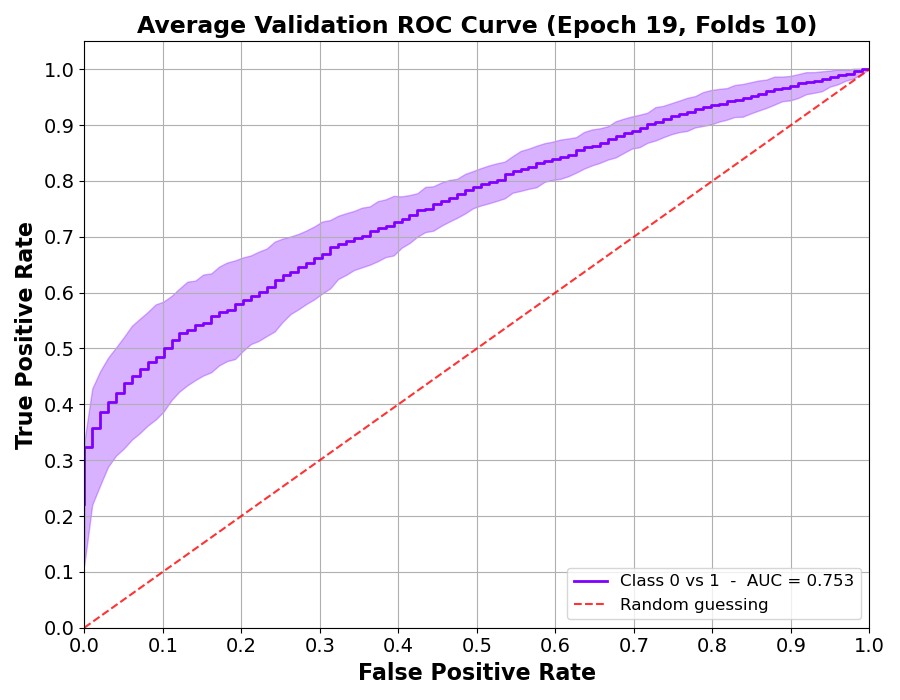 Average Validation ROC Curve (Epoch 19, Folds 10)
True Positive Rate
1.0
0.9
0.8
0.7
0.6
0.5
0.4
0.3
0.2
0.1
0.0
Class 0 vs 1 - AUC = 0.753
Random guessing
0.0 0.1 0.2 0.3 0.4 0.5 0.6 0.7 0.8 0.9 1.0
False Positive Rate